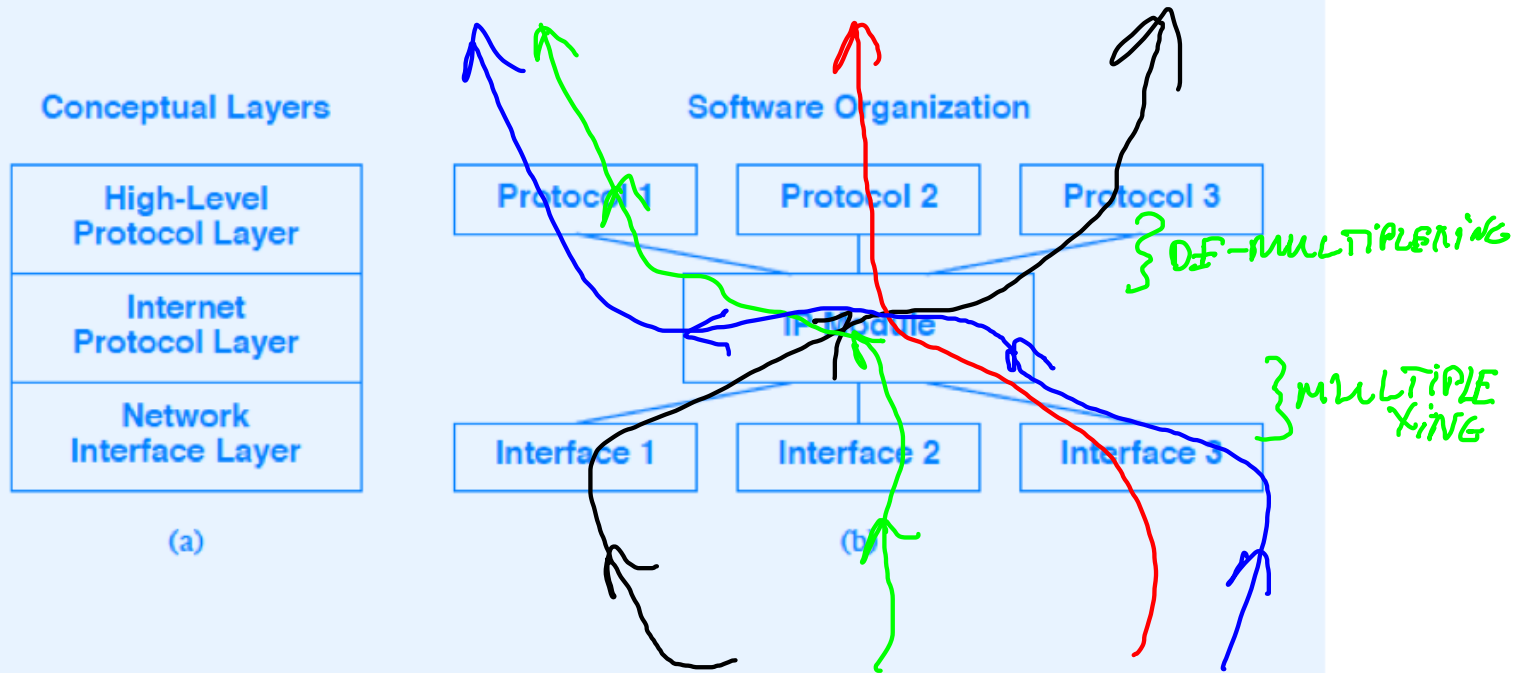 Conceptual Layers
High-Level
Protocol Layer
Internet
Protocol Layer
Network
Interface Layer
(a)
Software Organization
Protocol 1
Protocol 2
Protocol 3
IP Module
Interface 1
Interface 2
Interface 3
(b)
DE-MULTIPLEXING
MULTIPLE
XING